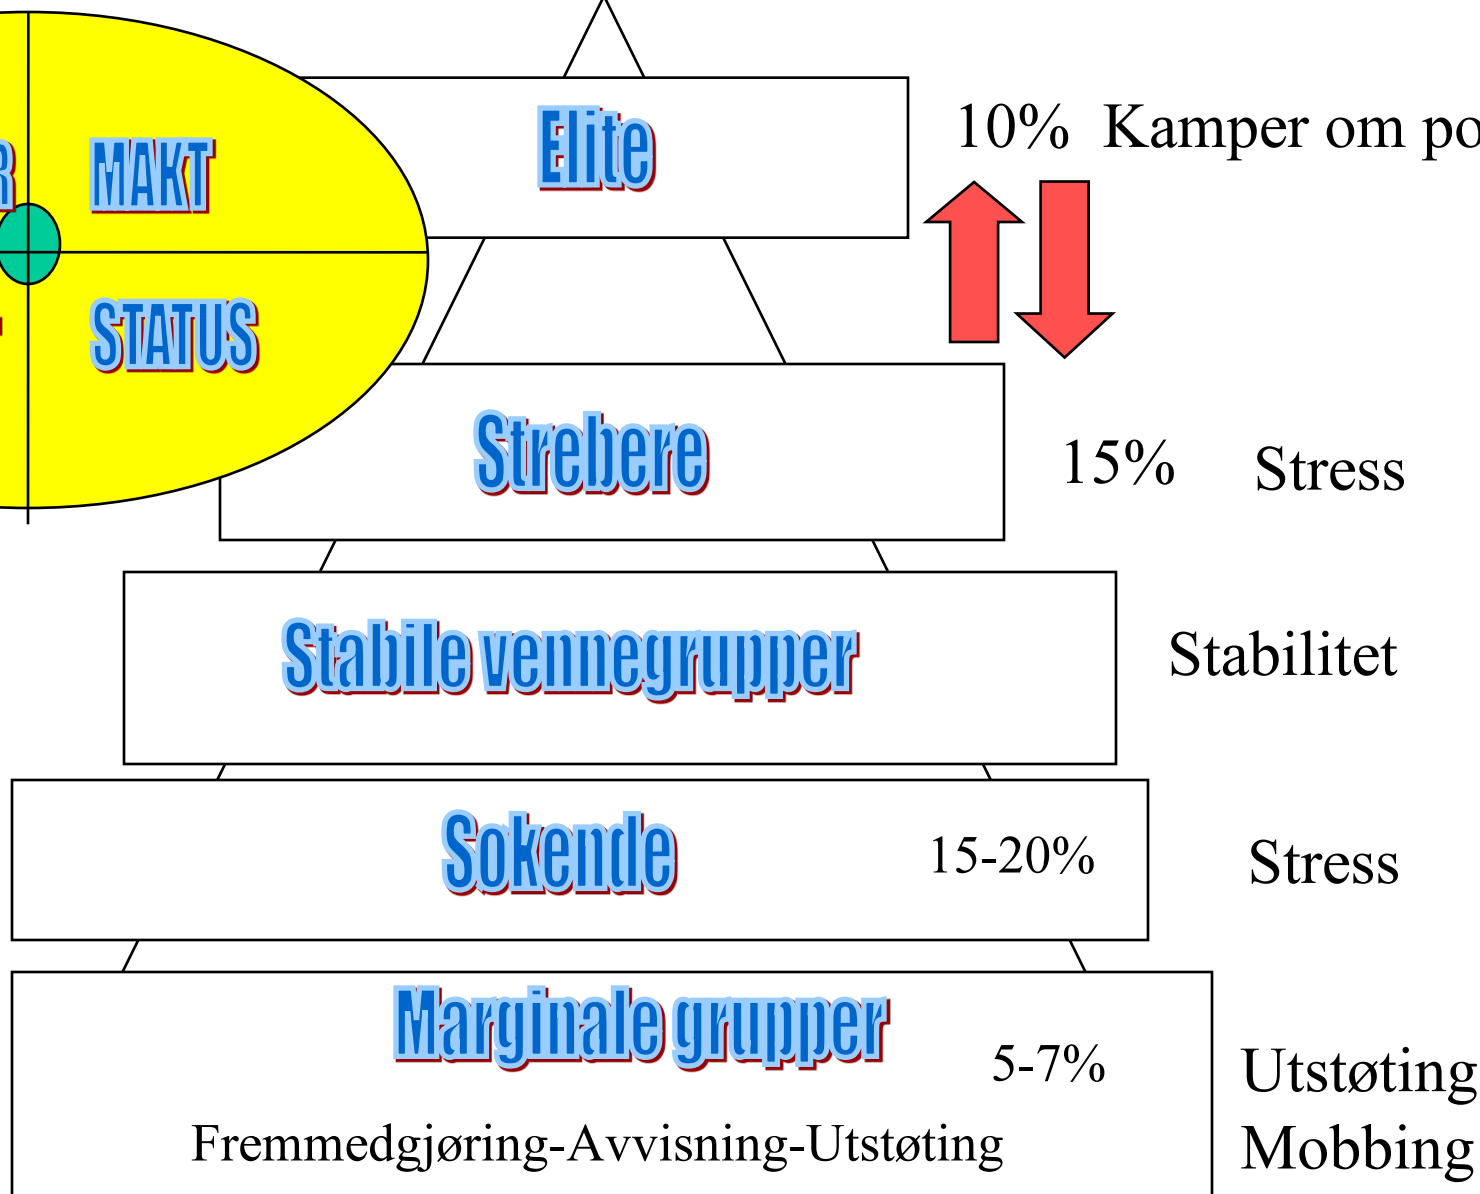 Elite
10% Kamper om po
R MAKT
STATUS
Strebere
15% Stress
Stabile vennegrupper
Stabilitet
Sokende 15-20% Stress
Marginale grupper
5-7%
Utstøting
Fremmedgjøring-Avvisning-Utstøting
Mobbing